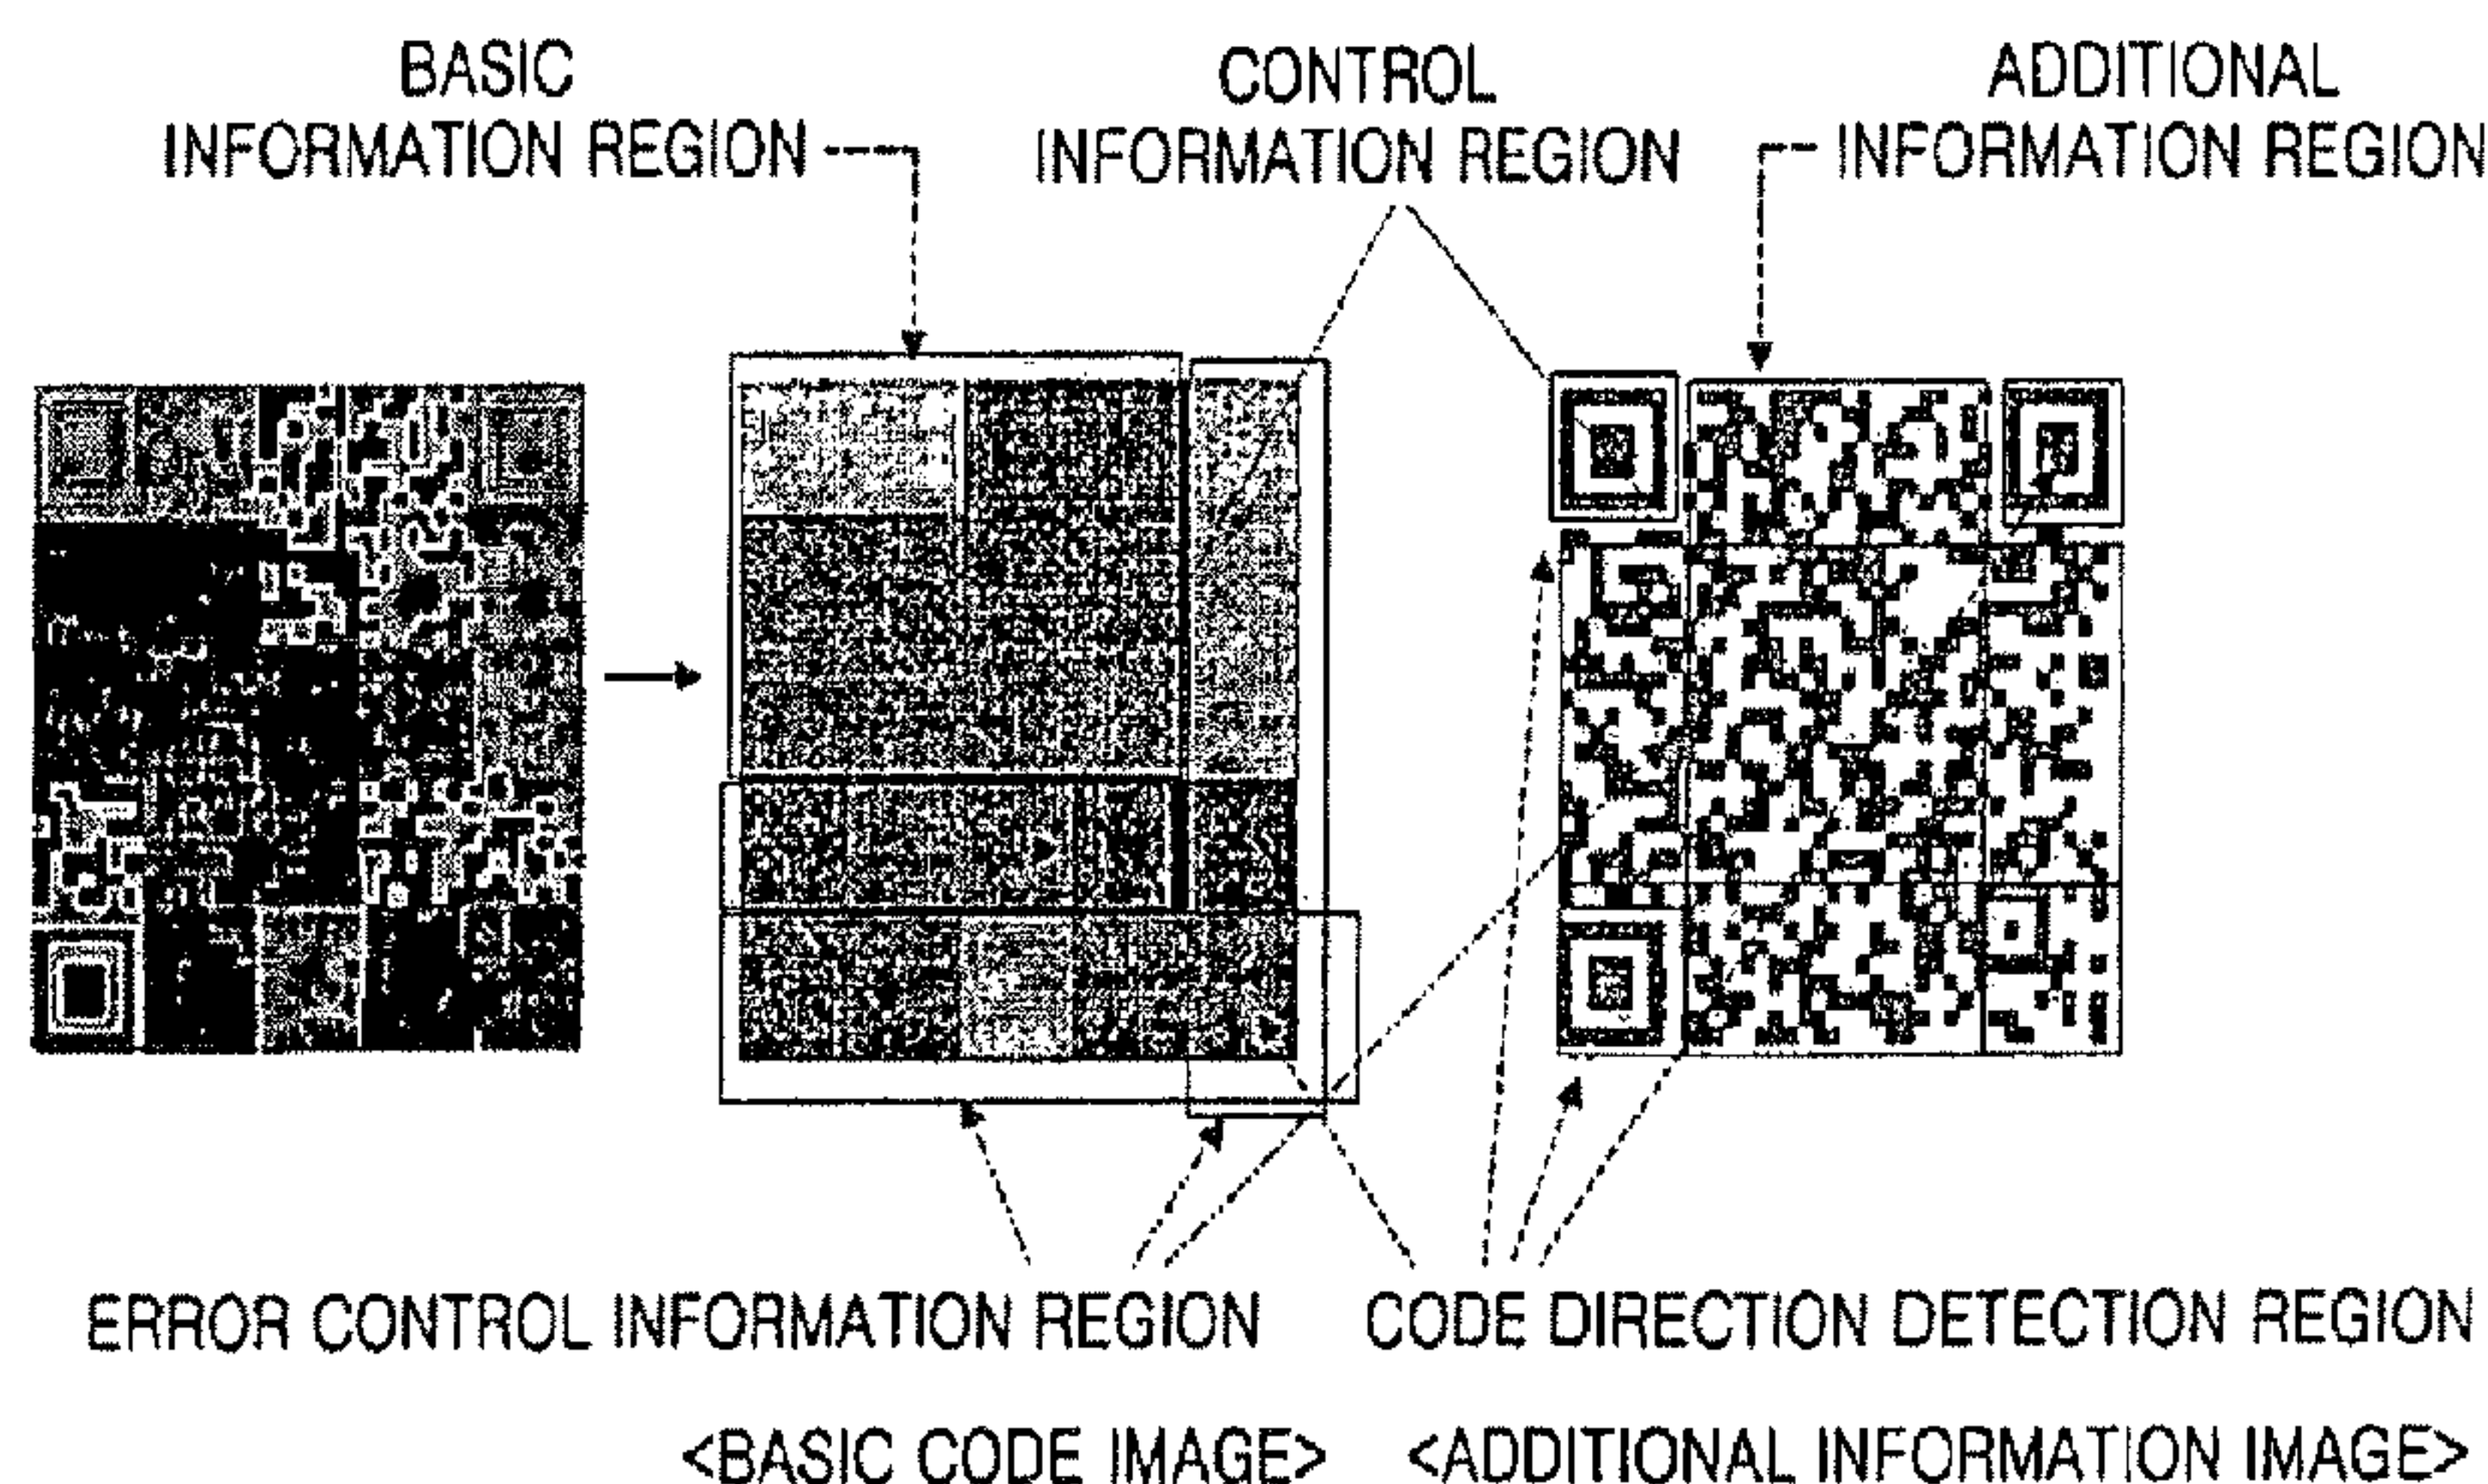 BASIC
INFORMATION REGION
CONTROL
INFORMATION REGION
ADDITIONAL
INFORMATION REGION
ERROR CONTROL INFORMATION REGION
CODE DIRECTION DETECTION REGION
<BASIC CODE IMAGE>
<ADDITIONAL INFORMATION IMAGE>